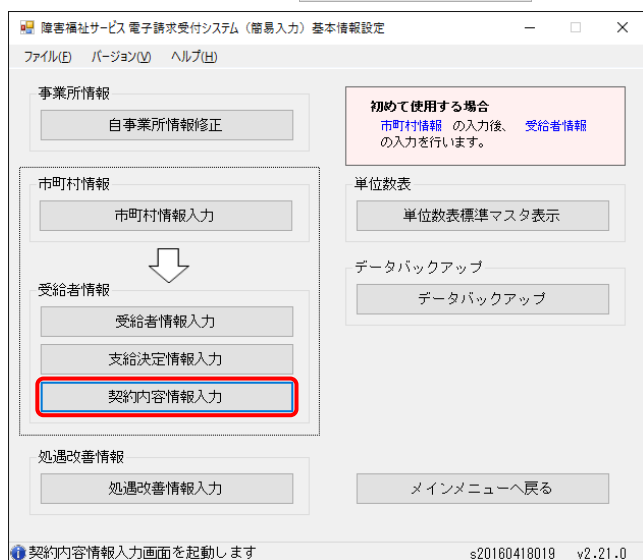 障害福祉サービス 電子請求受付システム（簡易入力） 基本情報設定
ファイル(F) バージョン(V) ヘルプ(H)
事業所情報
自事業所情報修正
初めて使用する場合
市町村情報 の入力後、 受給者情報
の入力を行います。
市町村情報
市町村情報入力
単位数表
単位数表標準マスタ表示
データバックアップ
データバックアップ
受給者情報
受給者情報入力
支給決定情報入力
契約内容情報入力
処遇改善情報
処遇改善情報入力
メインメニューへ戻る
契約内容情報入力画面を起動します
s20160418019 v2.21.0